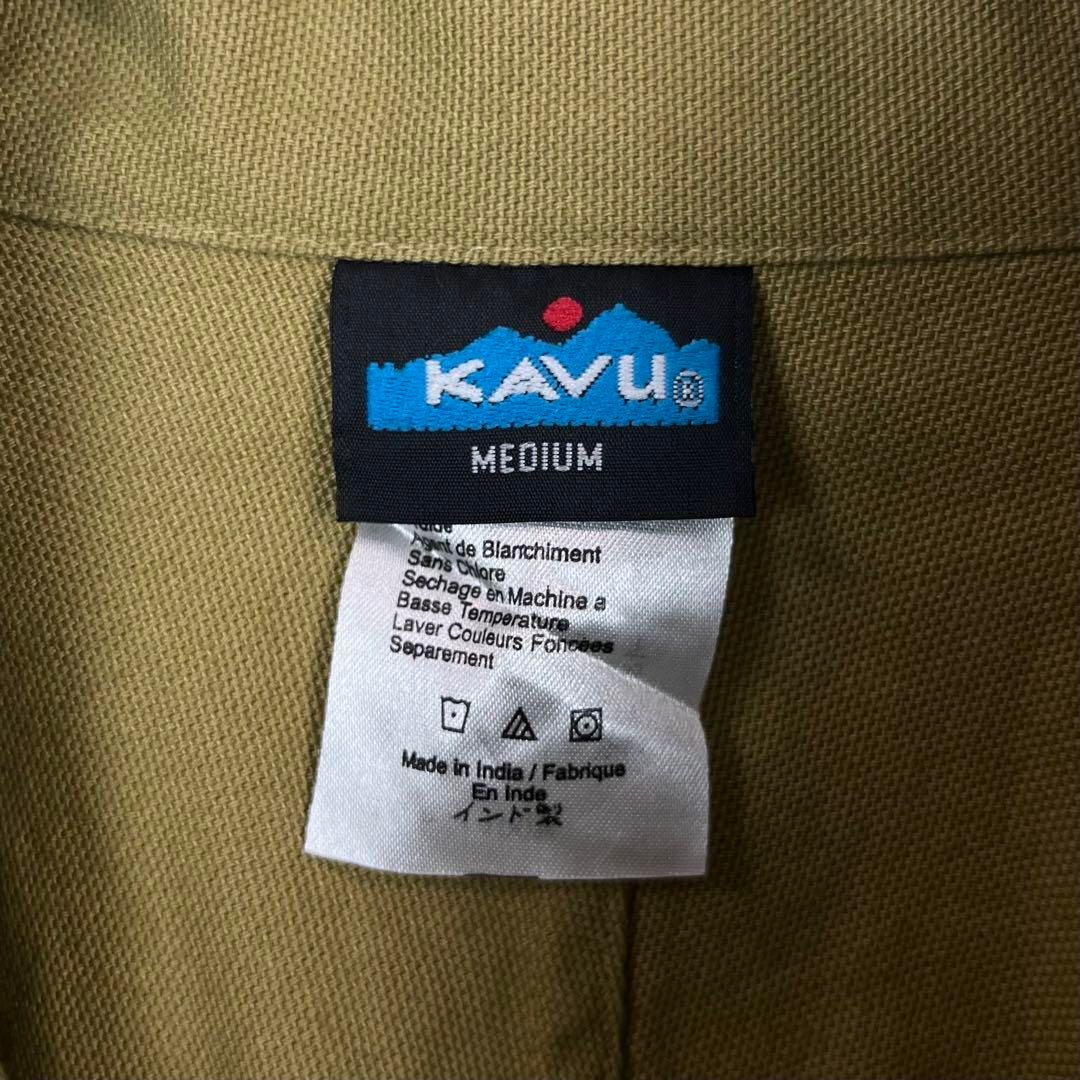 KAVU®
MEDIUM
Agent de Blanchiment
Sans Chlore
Sechage en Machine a
Basse Temperature
Laver Couleurs Foncees
Separement
Made in India / Fabrique
En Inde
インド製